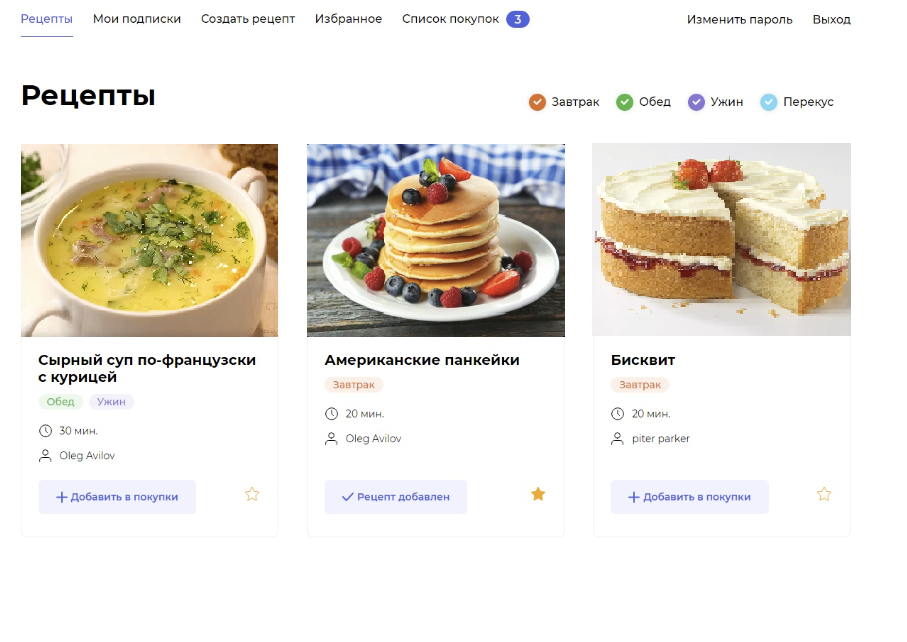 Рецепты Мои подписки Создать рецепт Избранное Список покупок 3 Изменить пароль Выход
Рецепты
Завтрак Обед Ужин Перекус
Сырный суп по-французски
с курицей
Обед Ужин
30 мин.
Oleg Avilov
Добавить в покупки
Американские панкейки
Завтрак
20 мин.
Oleg Avilov
Рецепт добавлен
Бисквит
Завтрак
20 мин.
piter parker
Добавить в покупки